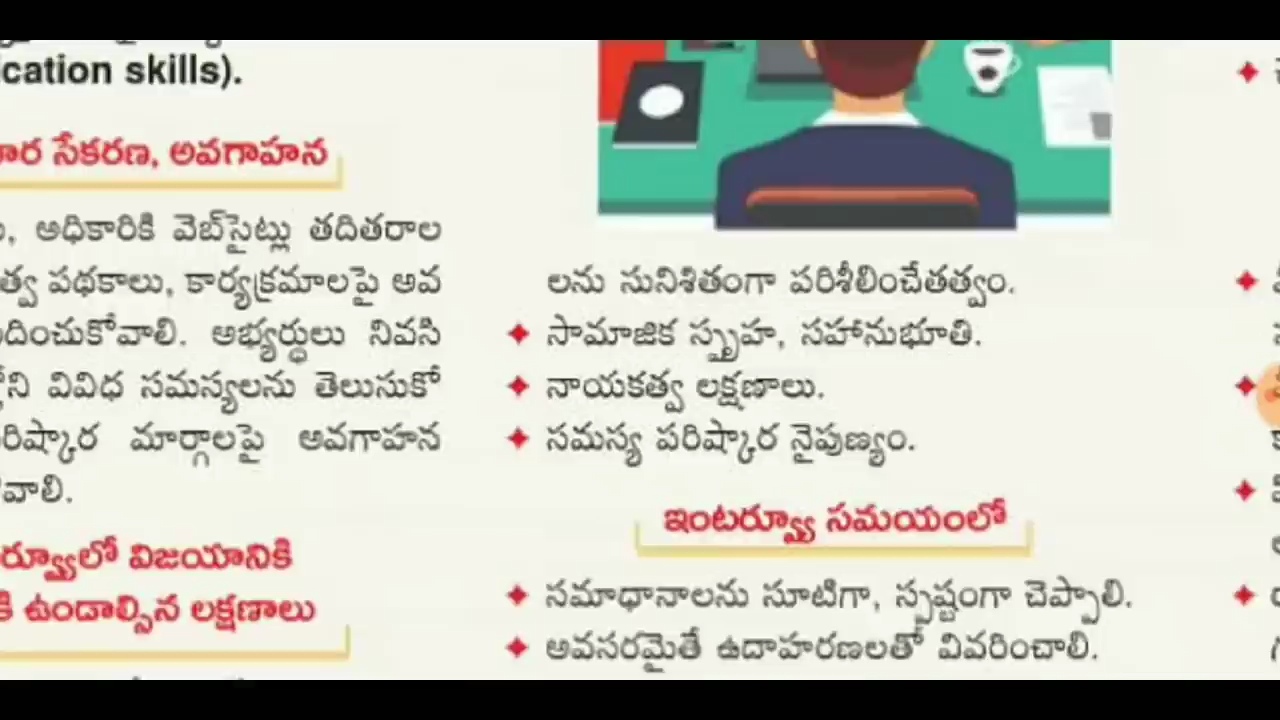 ication skills).
సేకరణ, అవగాహన
అధికారికి వెబ్‌సైట్లు తదితరాల
పథకాలు, కార్యక్రమాలపై అవ
దించుకోవాలి. అభ్యర్థులు నివసి
ని వివిధ సమస్యలను తెలుసుకో
రిష్కార మార్గాలపై అవగాహన
వాలి.
ర్వ్యూలో విజయానికి
కి ఉండాల్సిన లక్షణాలు
లను సునిశితంగా పరిశీలించేతత్వం.
సామాజిక స్పృహ, సహానుభూతి.
నాయకత్వ లక్షణాలు.
సమస్య పరిష్కార నైపుణ్యం.
ఇంటర్వ్యూ సమయంలో
సమాధానాలను సూటిగా, స్పష్టంగా చెప్పాలి.
అవసరమైతే ఉదాహరణలతో వివరించాలి.